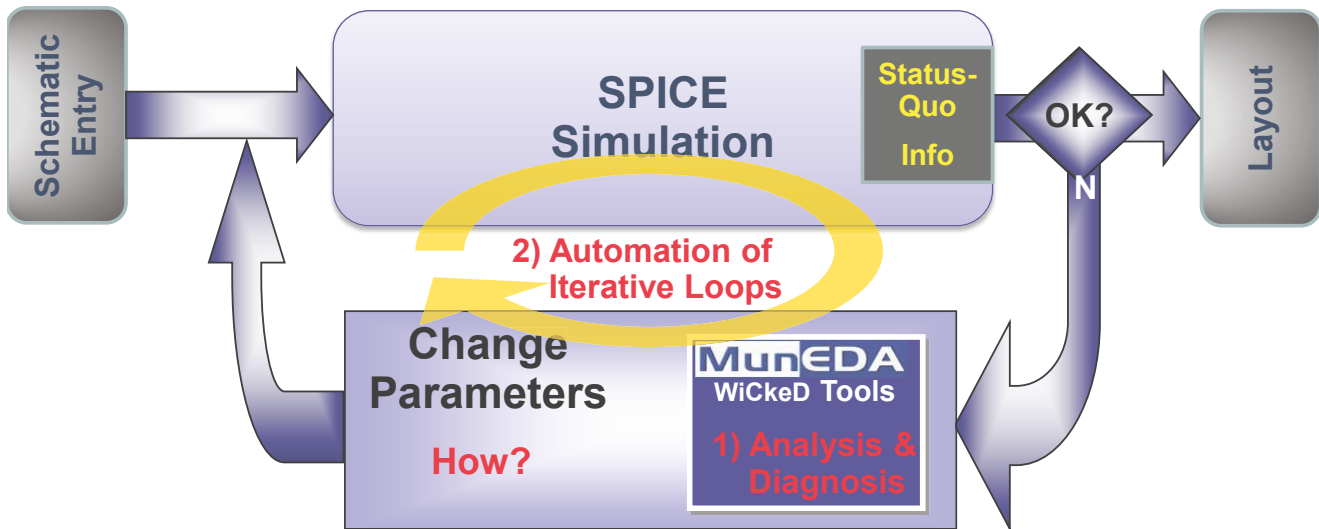 Schematic
Entry
SPICE
Simulation
Status-
Quo
Info
OK?
N
Layout
2) Automation of
Iterative Loops
Change
Parameters
How?
MunEDA
WiCkeD Tools
1) Analysis &
Diagnosis